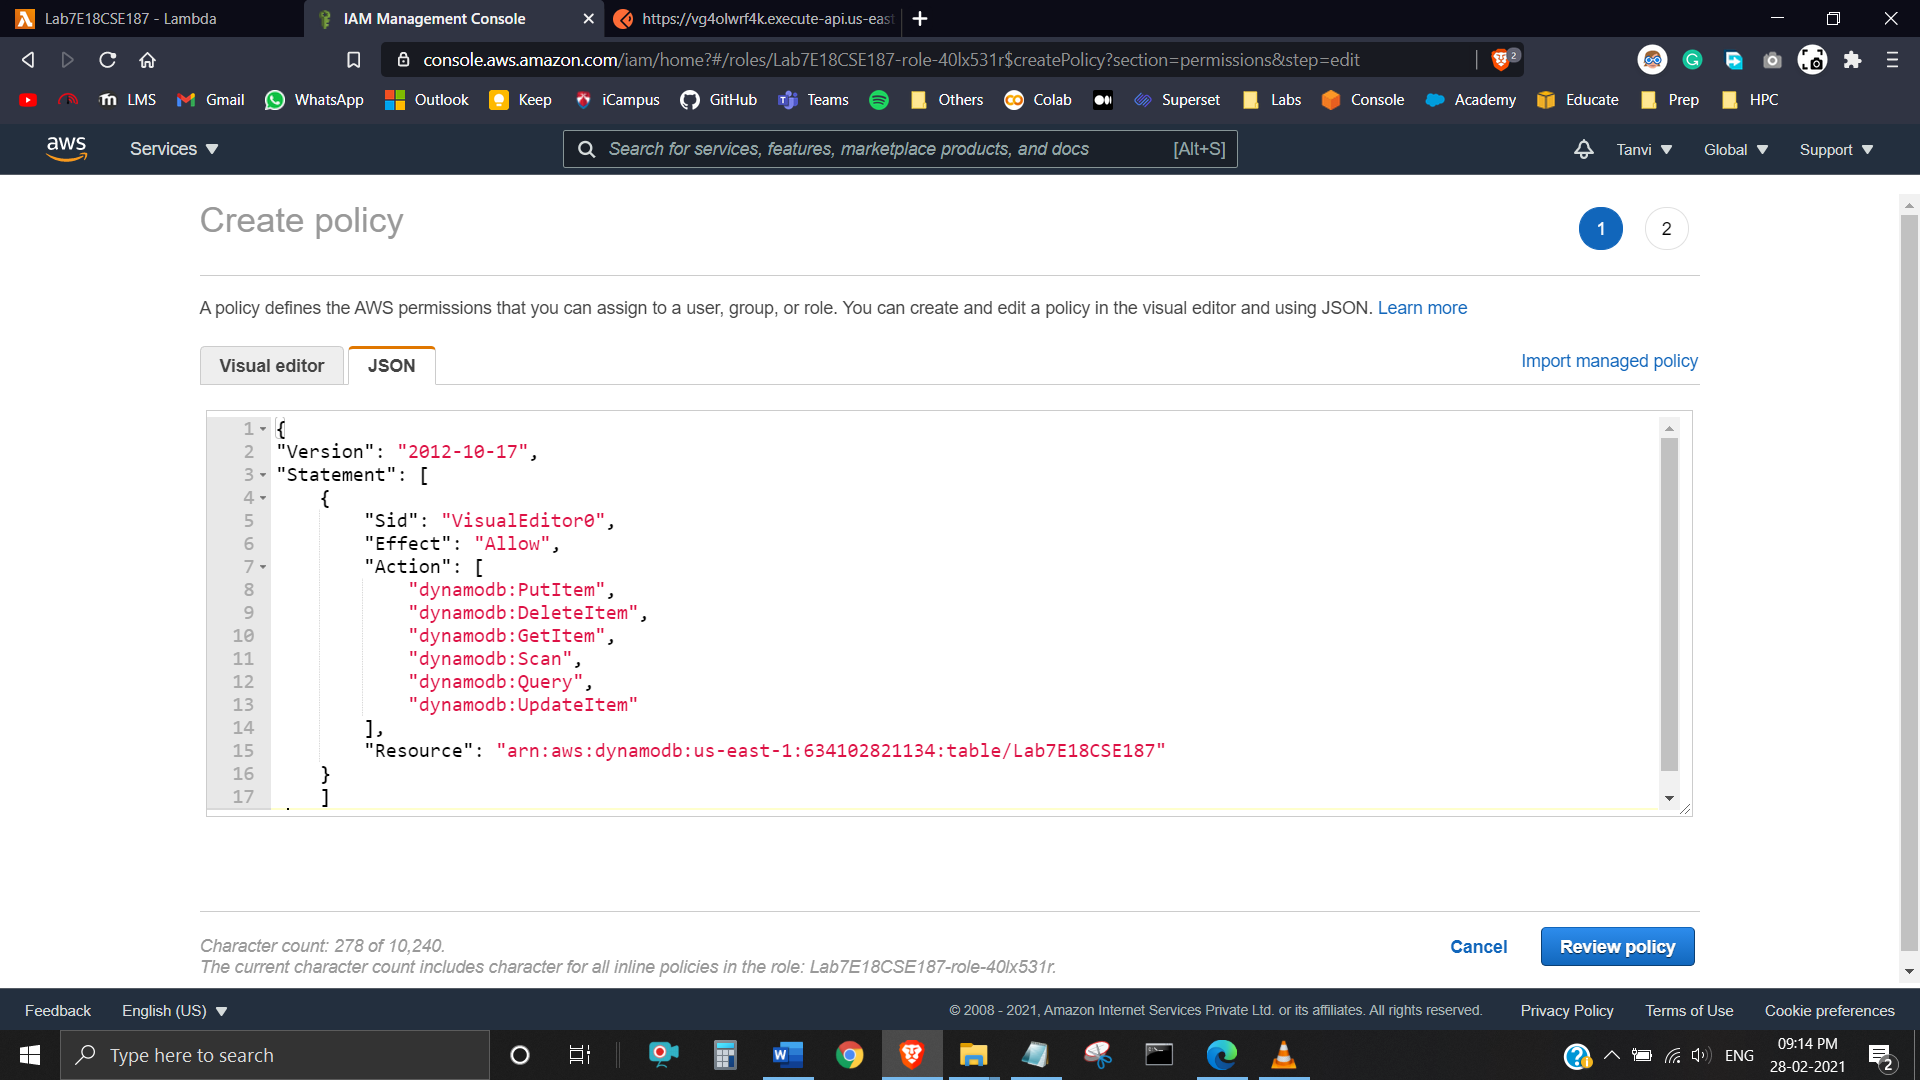 Lab7E18CSE187 - Lambda
IAM Management Console
https://vg4olwrf4k.execute-api.us-east
console.aws.amazon.com/iam/home?#/roles/Lab7E18CSE187-role-40lx531r$createPolicy?section=permissions&step=edit
2
LMS
Gmail
WhatsApp
Outlook
Keep
iCampus
GitHub
Teams
Others
Colab
Superset
Labs
Console
Academy
Educate
Prep
HPC
aws
Services
Search for services, features, marketplace products, and docs
[Alt+S]
Tanvi
Global
Support
Create policy
1
2
A policy defines the AWS permissions that you can assign to a user, group, or role. You can create and edit a policy in the visual editor and using JSON. Learn more
Visual editor
JSON
Import managed policy
1 {
2 "Version": "2012-10-17",
3 "Statement": [
4 {
5 "Sid": "VisualEditor0",
6 "Effect": "Allow",
7 "Action": [
8 "dynamodb:PutItem",
9 "dynamodb:DeleteItem",
10 "dynamodb:GetItem",
11 "dynamodb:Scan",
12 "dynamodb:Query",
13 "dynamodb:UpdateItem"
14 ],
15 "Resource": "arn:aws:dynamodb:us-east-1:634102821134:table/Lab7E18CSE187"
16 }
17 ]
Character count: 278 of 10,240.
The current character count includes character for all inline policies in the role: Lab7E18CSE187-role-40lx531r.
Cancel
Review policy
Feedback
English (US)
© 2008 - 2021, Amazon Internet Services Private Ltd. or its affiliates. All rights reserved.
Privacy Policy
Terms of Use
Cookie preferences
Type here to search
ENG
09:14 PM
28-02-2021
2